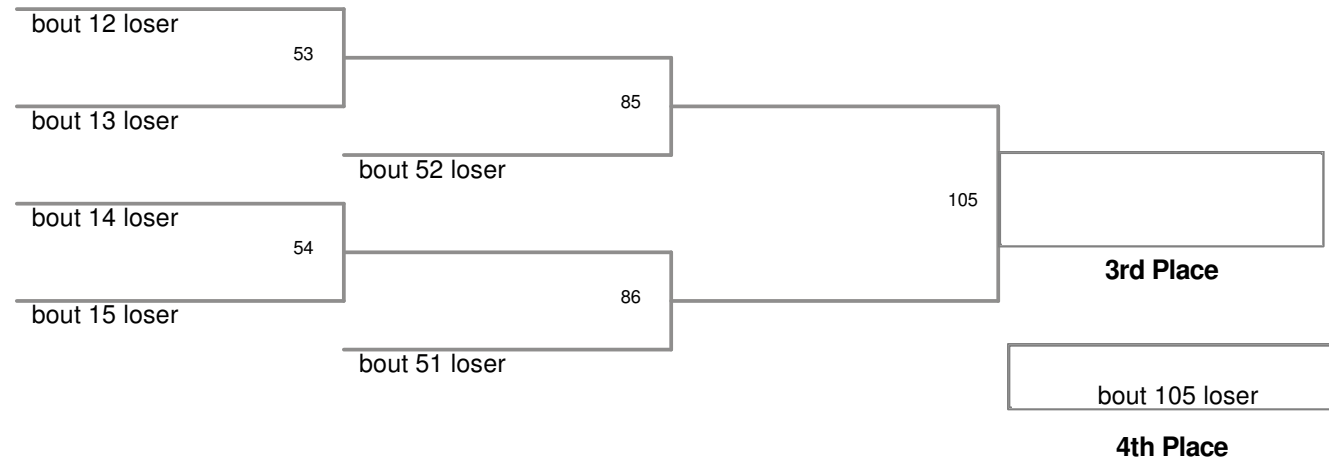 bout 12 loser
53
bout 13 loser
85
bout 52 loser
bout 14 loser
105
54
3rd Place
bout 15 loser
86
bout 51 loser
bout 105 loser
4th Place